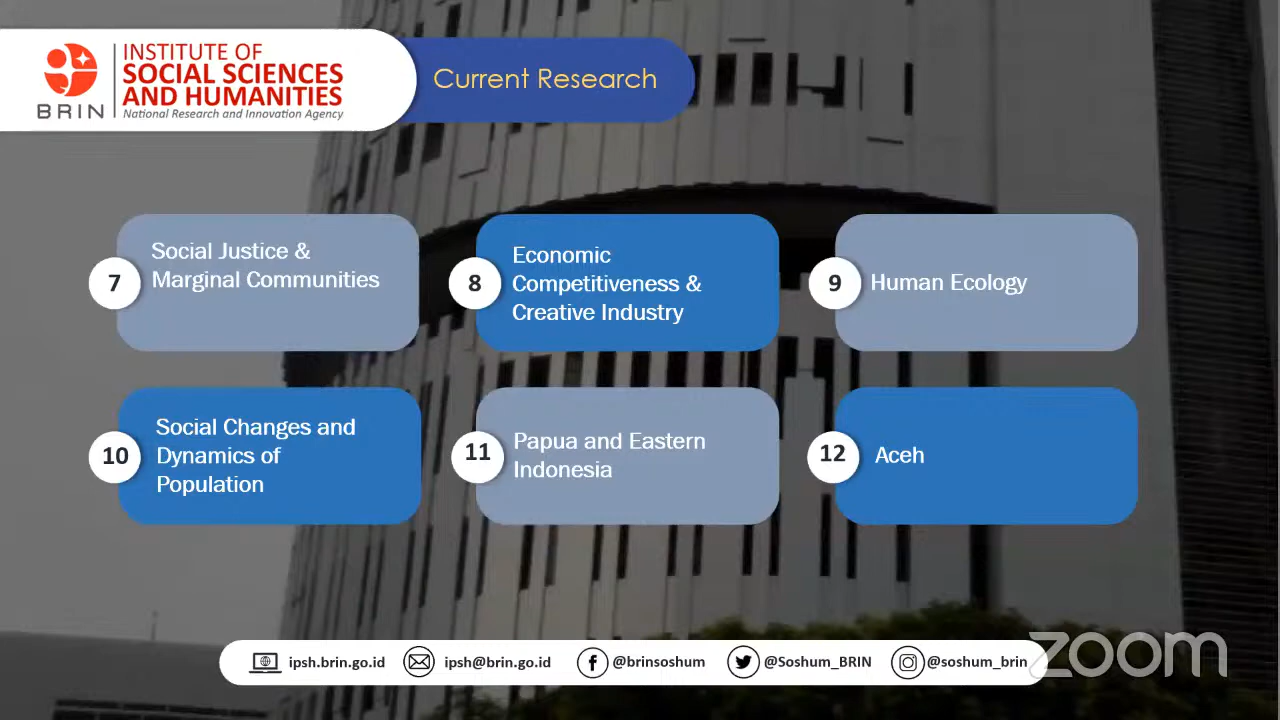 INSTITUTE OF
SOCIAL SCIENCES
AND HUMANITIES
BRIN
National Research and Innovation Agency
Current Research
7
Social Justice &
Marginal Communities
8
Economic
Competitiveness &
Creative Industry
9
Human Ecology
10
Social Changes and
Dynamics of
Population
11
Papua and Eastern
Indonesia
12
Aceh
ipsh.brin.go.id
ipsh@brin.go.id
@brinsoshum
@Soshum_BRIN
@soshum_brin
zoom